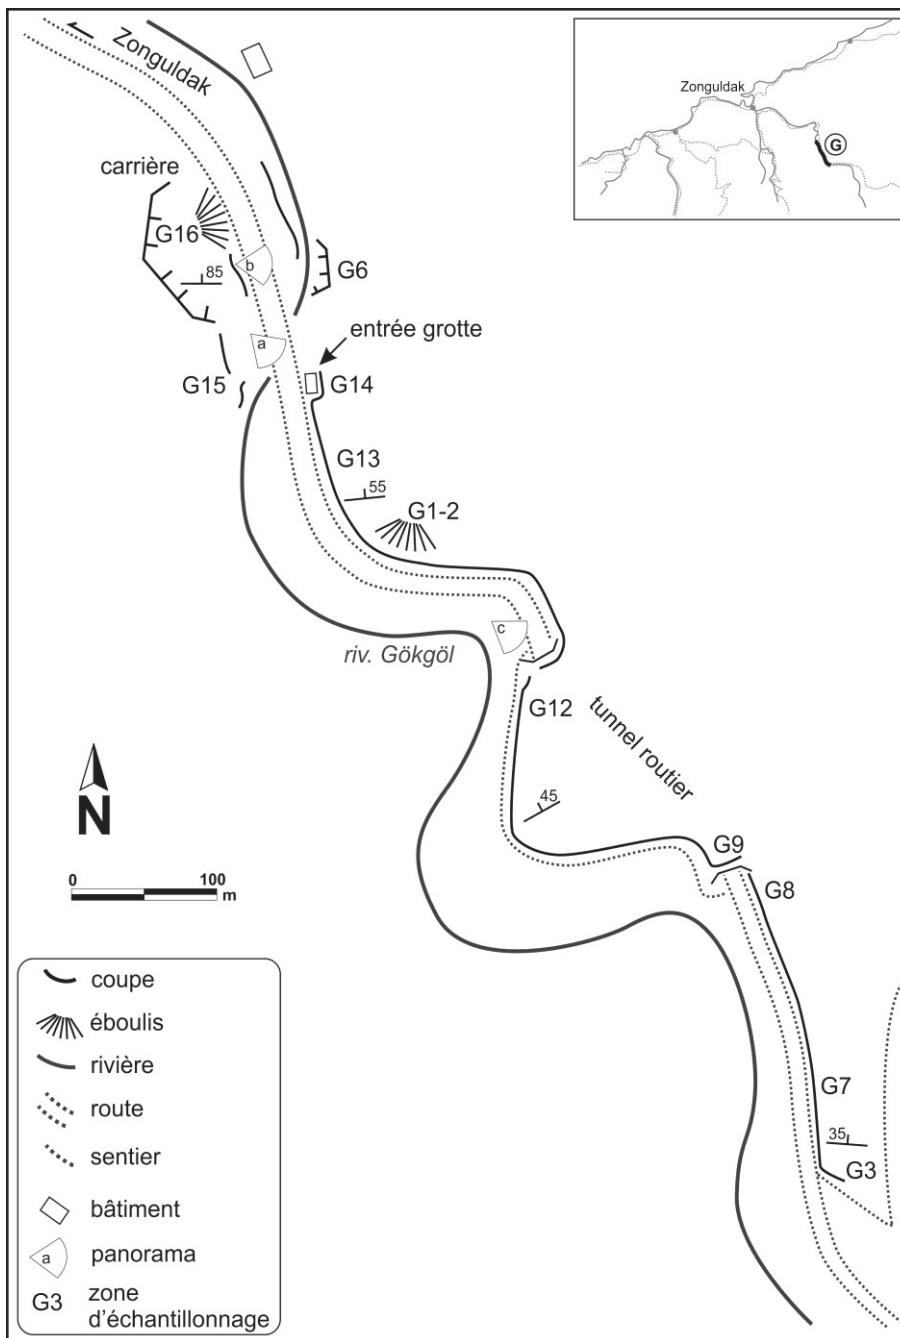 Zonguldak
Zonguldak
G
carrière
G16
85
b
G6
a
entrée grotte
G15
G14
G13
55
G1-2
c
riv. Gökgöl
G12
tunnel routier
N
45
G9
G8
0 100
m
G7
35
G3
coupe
éboulis
rivière
route
sentier
bâtiment
a panorama
G3 zone
d'échantillonnage